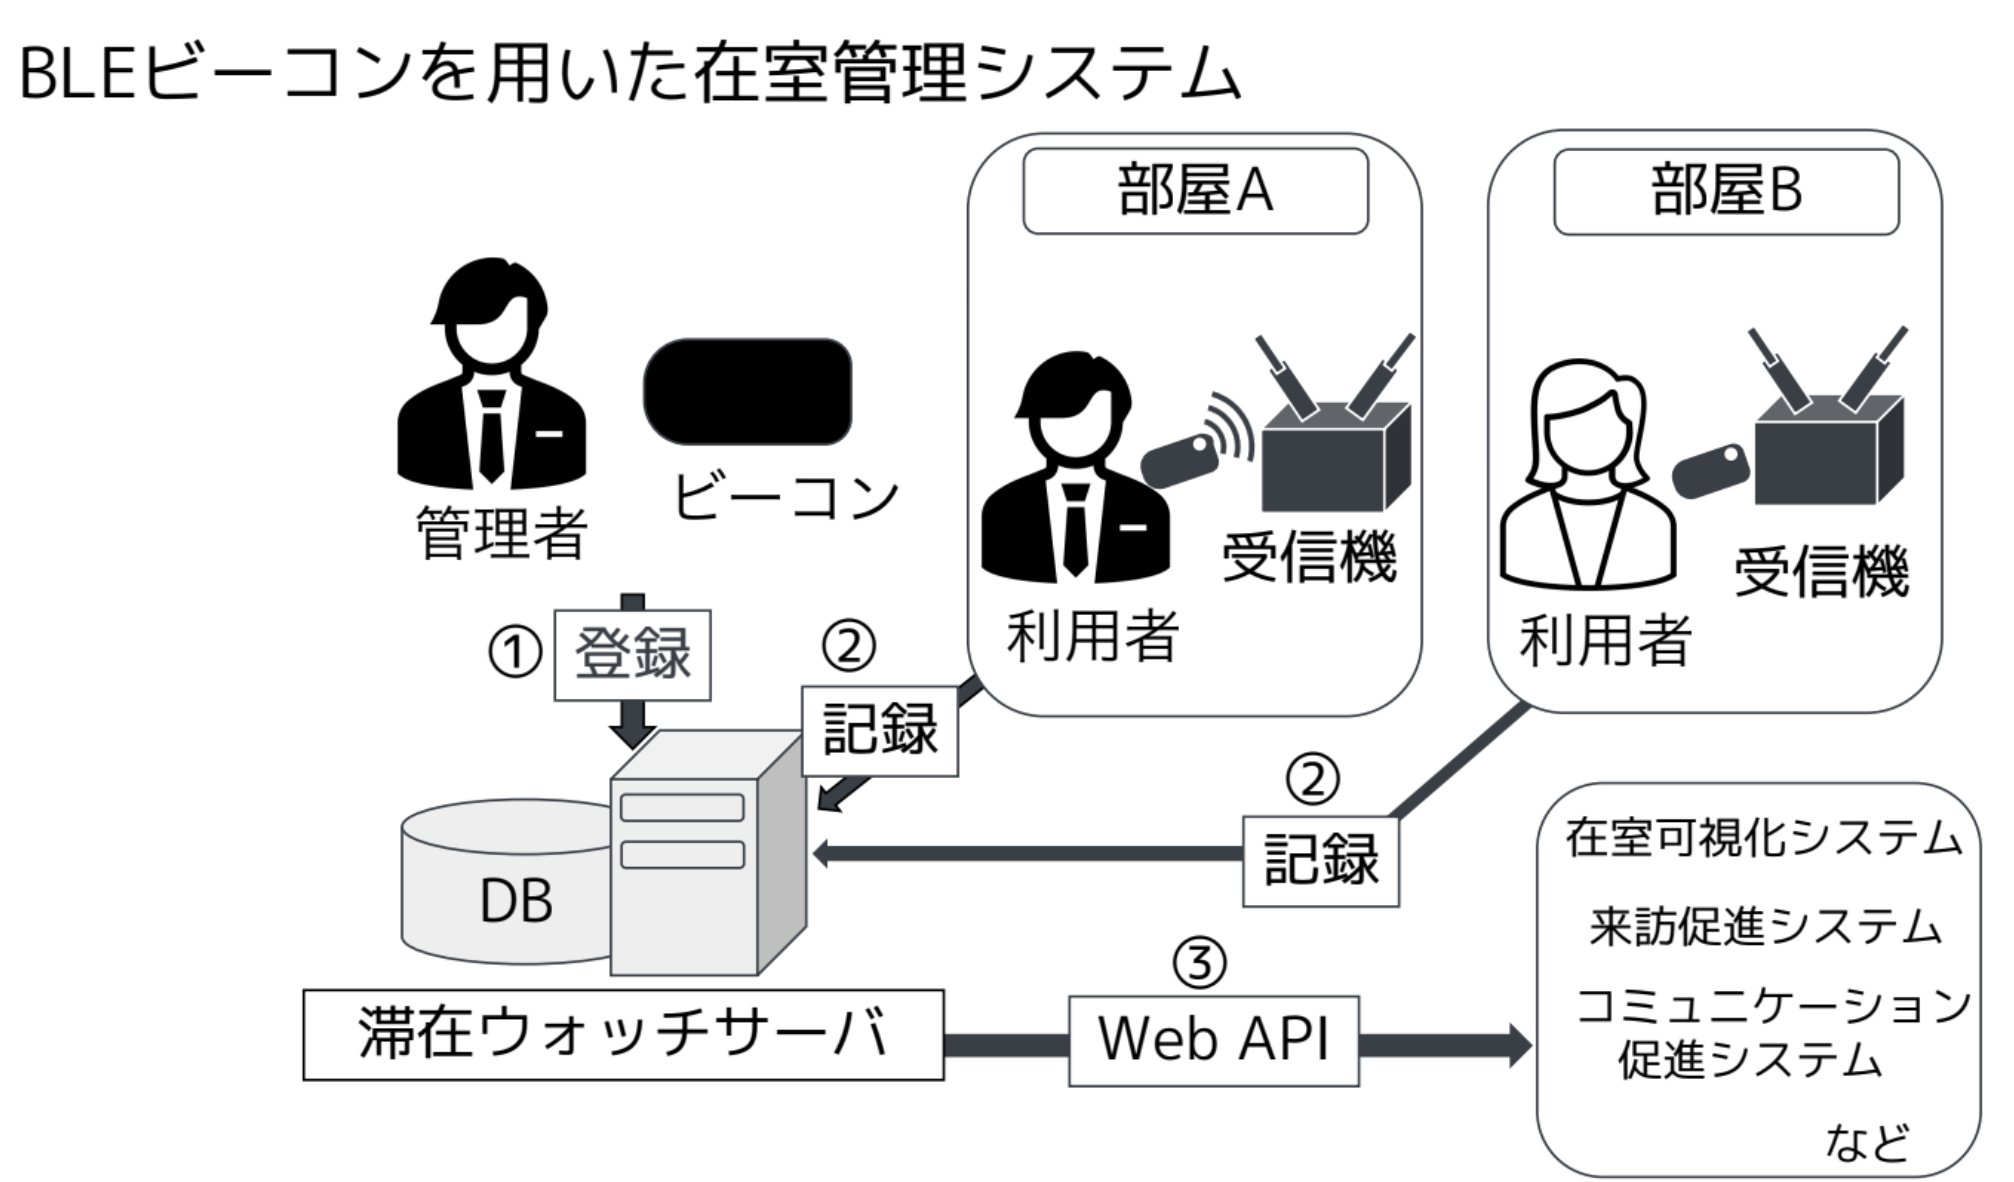 BLEビーコンを用いた在室管理システム
部屋A
部屋B
管理者
ビーコン
利用者
受信機
利用者
受信機
①
登録
②
記録
②
記録
DB
滞在ウォッチサーバ
③
Web API
在室可視化システム
来訪促進システム
コミュニケーション
促進システム
など